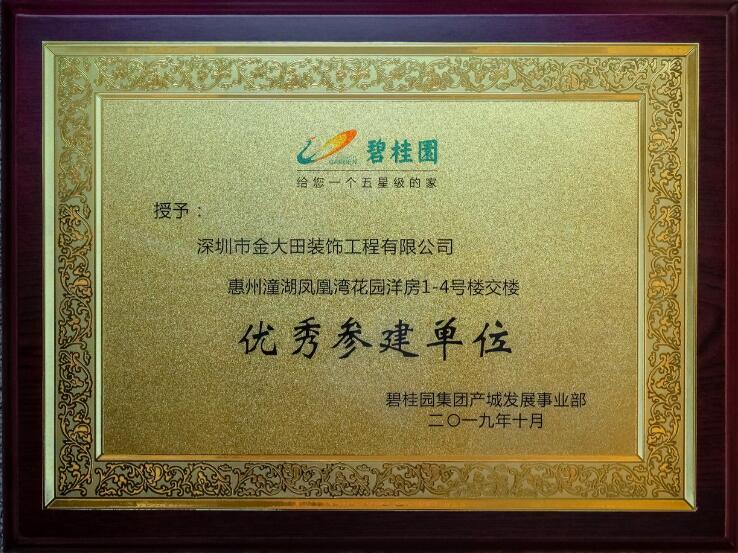 GARDEN
碧桂园
给您一个五星级的家
授予：
深圳市金大田装饰工程有限公司
惠州潼湖凤凰湾花园洋房1-4号楼交楼
优秀参建单位
碧桂园集团产城发展事业部
二〇一九年十月